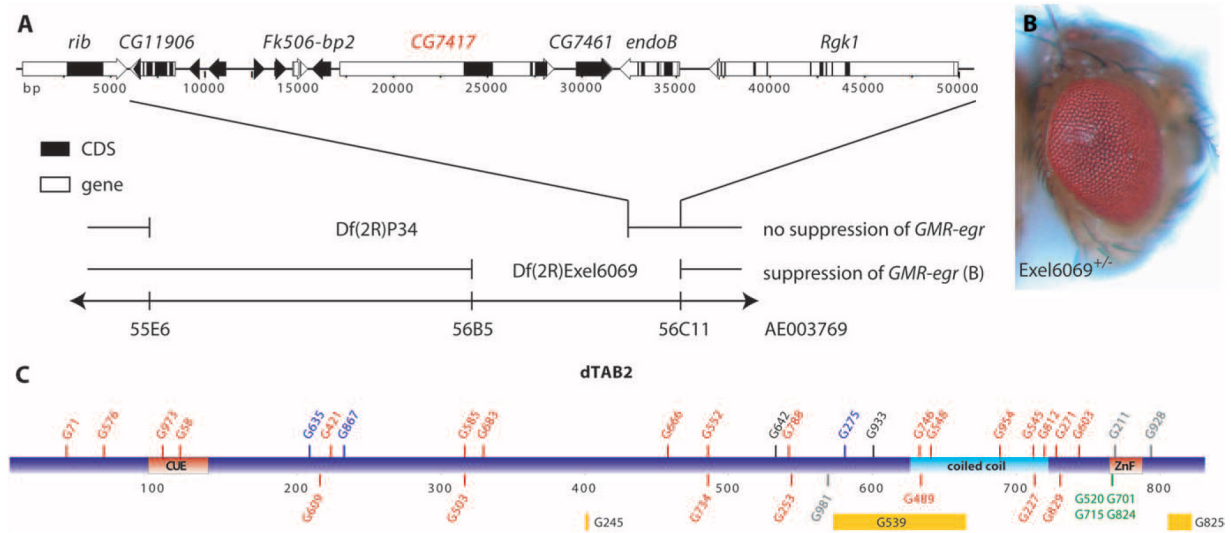 A
B
rib CG11906 Fk506-bp2 CG7417 CG7461 endoB Rgk1
bp 5000 10000 15000 20000 25000 30000 35000 40000 45000 50000
CDS
gene
Df(2R)P34
no suppression of GMR-egr
Df(2R)Exel6069
suppression of GMR-egr (B)
55E6 56B5 56C11 AE003769
Exel6069+/-
C
dTAB2
G71 G576 G973 G58 G635 G421 G867 G585 G683 G666 G552 G642 G788 G275 G933 G746 G548 G954 G545 G812 G271 G603 G211 G928
CUE coiled coil ZnF
100 200 300 400 500 600 700 800
G609 G503 G734 G253 G981 G489 G227 G829
G520 G701
G715 G824
G245 G539 G825